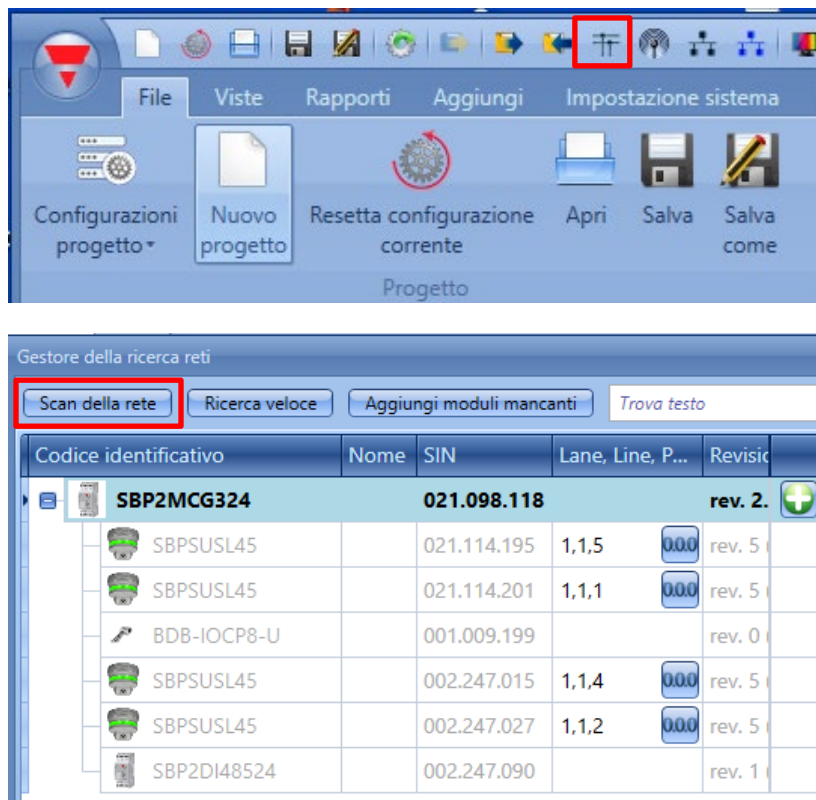 File Viste Rapporti Aggiungi Impostazione sistema
Configurazioni Nuovo Resetta configurazione Apri Salva Salva
progetto progetto corrente come
Progetto
Gestore della ricerca reti
Scan della rete Ricerca veloce Aggiungi moduli mancanti Trova testo
Codice identificativo Nome SIN Lane, Line, P... Revisic
SBP2MCG324 021.098.118 rev. 2.
SBPSUSL45 021.114.195 1,1,5 0.0.0 rev. 5
SBPSUSL45 021.114.201 1,1,1 0.0.0 rev. 5
BDB-IOCP8-U 001.009.199 rev. 0
SBPSUSL45 002.247.015 1,1,4 0.0.0 rev. 5
SBPSUSL45 002.247.027 1,1,2 0.0.0 rev. 5
SBP2DI48524 002.247.090 rev. 1